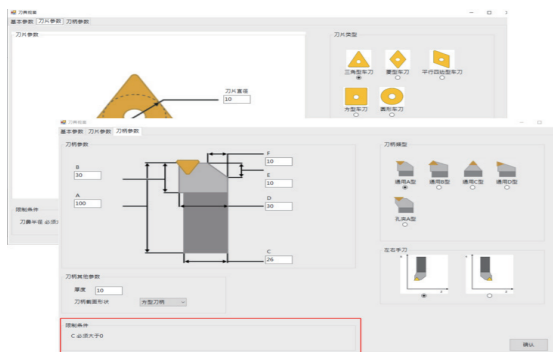 刀具创建
基本参数 刀片参数 刀柄参数
刀片参数
刀片直径
10
刀片类型
三角型车刀 菱型车刀 平行四边型车刀
方型车刀 圆形车刀
限制条件
刀具创建
基本参数 刀片参数 刀柄参数
刀柄参数
B
30
A
100
F
10
E
10
D
30
C
26
刀柄类型
通用A型 通用B型 通用C型 通用D型
孔用A型
左右手刀
刀柄其他参数
厚度 10
刀柄截面形状 方型刀柄
限制条件
C 必须大于D
确认